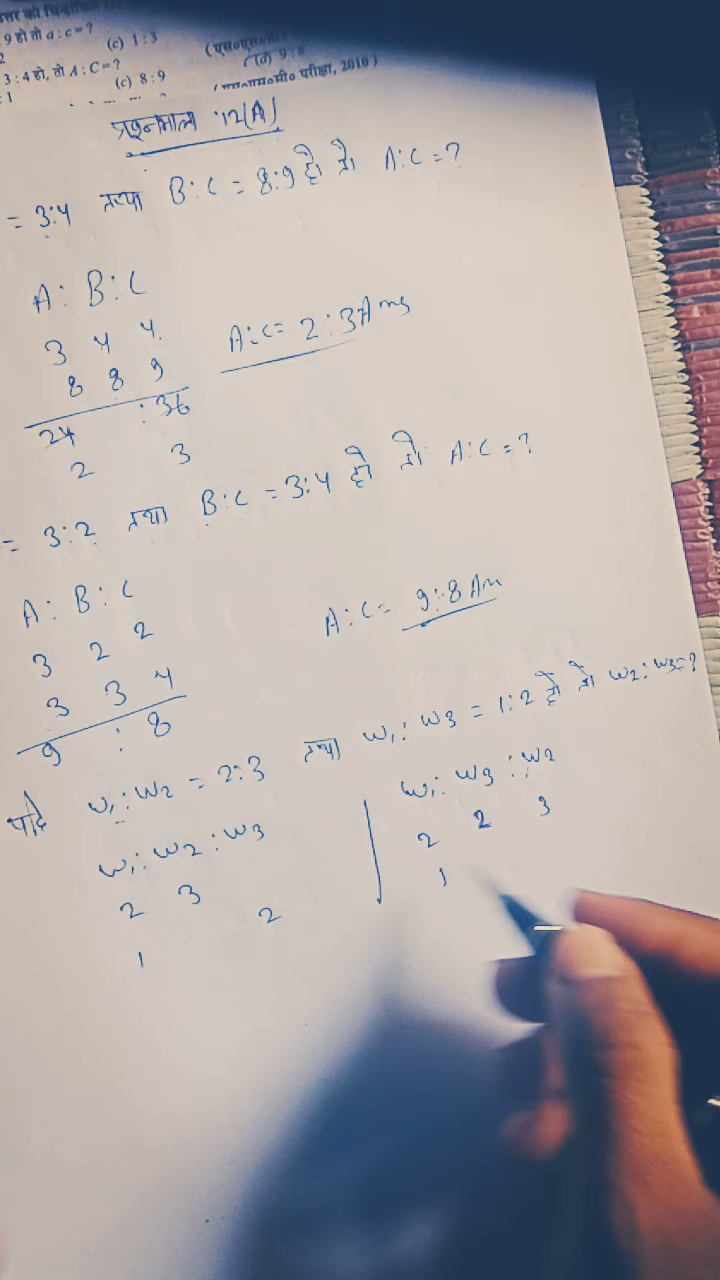 9 हो तो a : c = ?
(c) 1 : 3
3 : 4 हो, तो A : C = ?
(d) 9 : 8
: 1
(c) 8 : 9
परीक्षा, 2010)
प्रश्नमाला :12(A)
= 3:4 तथा B:C = 8:9 हो तो A:C = ?
A : B : C
3 4 4
8 8 9
24 : 36
2 3
A:C = 2:3 Ans
= 3:2 तथा B:C = 3:4 हो तो A:C = ?
A : B : C
3 2 2
3 3 4
9 : 8
A:C = 9:8 Ans
यदि w1:w2 = 2:3 तथा w1:w3 = 1:2 हो तो w2:w3=?
w1:w2:w3
2 3
2
1
w1:w3:w2
2 2 3
1